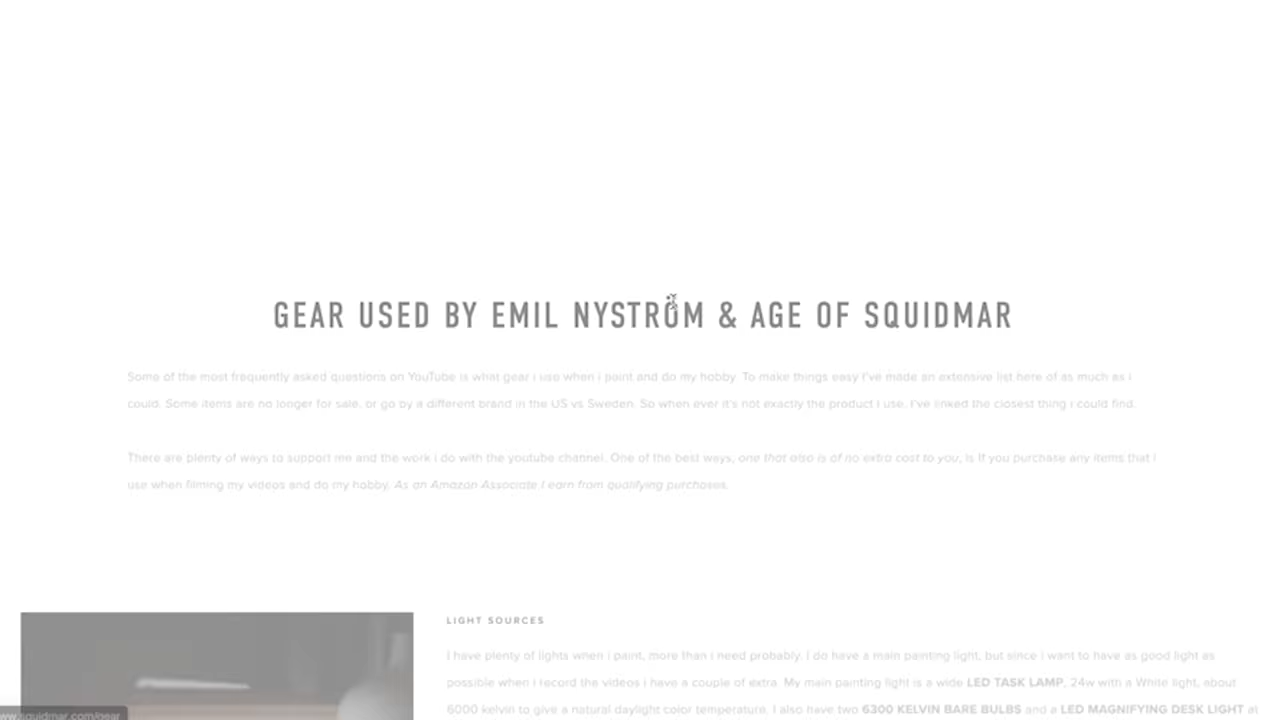 GEAR USED BY EMIL NYSTRÖM & AGE OF SQUIDMAR
Some of the most frequently asked questions on YouTube is what gear i use when i paint and do my hobby. To make things easy I've made an extensive list here of as much as i
could. Some items are no longer for sale, or go by a different brand in the US vs Sweden. So when ever it's not exactly the product I use, I've linked the closest thing I could find.
There are plenty of ways to support me and the work i do with the youtube channel. One of the best ways, one that also is of no extra cost to you, is If you purchase any items that I
use when filming my videos and do my hobby. As an Amazon Associate I earn from qualifying purchases.
LIGHT SOURCES
I have plenty of lights when i paint, more than i need probably. I do have a main painting light, but since i want to have as good light as
possible when i record the videos i have a couple of extra. My main painting light is a wide LED TASK LAMP, 24w with a White light, about
6000 kelvin to give a natural daylight color temperature. I also have two 6300 KELVIN BARE BULBS and a LED MAGNIFYING DESK LIGHT at
squidmar.com/gear